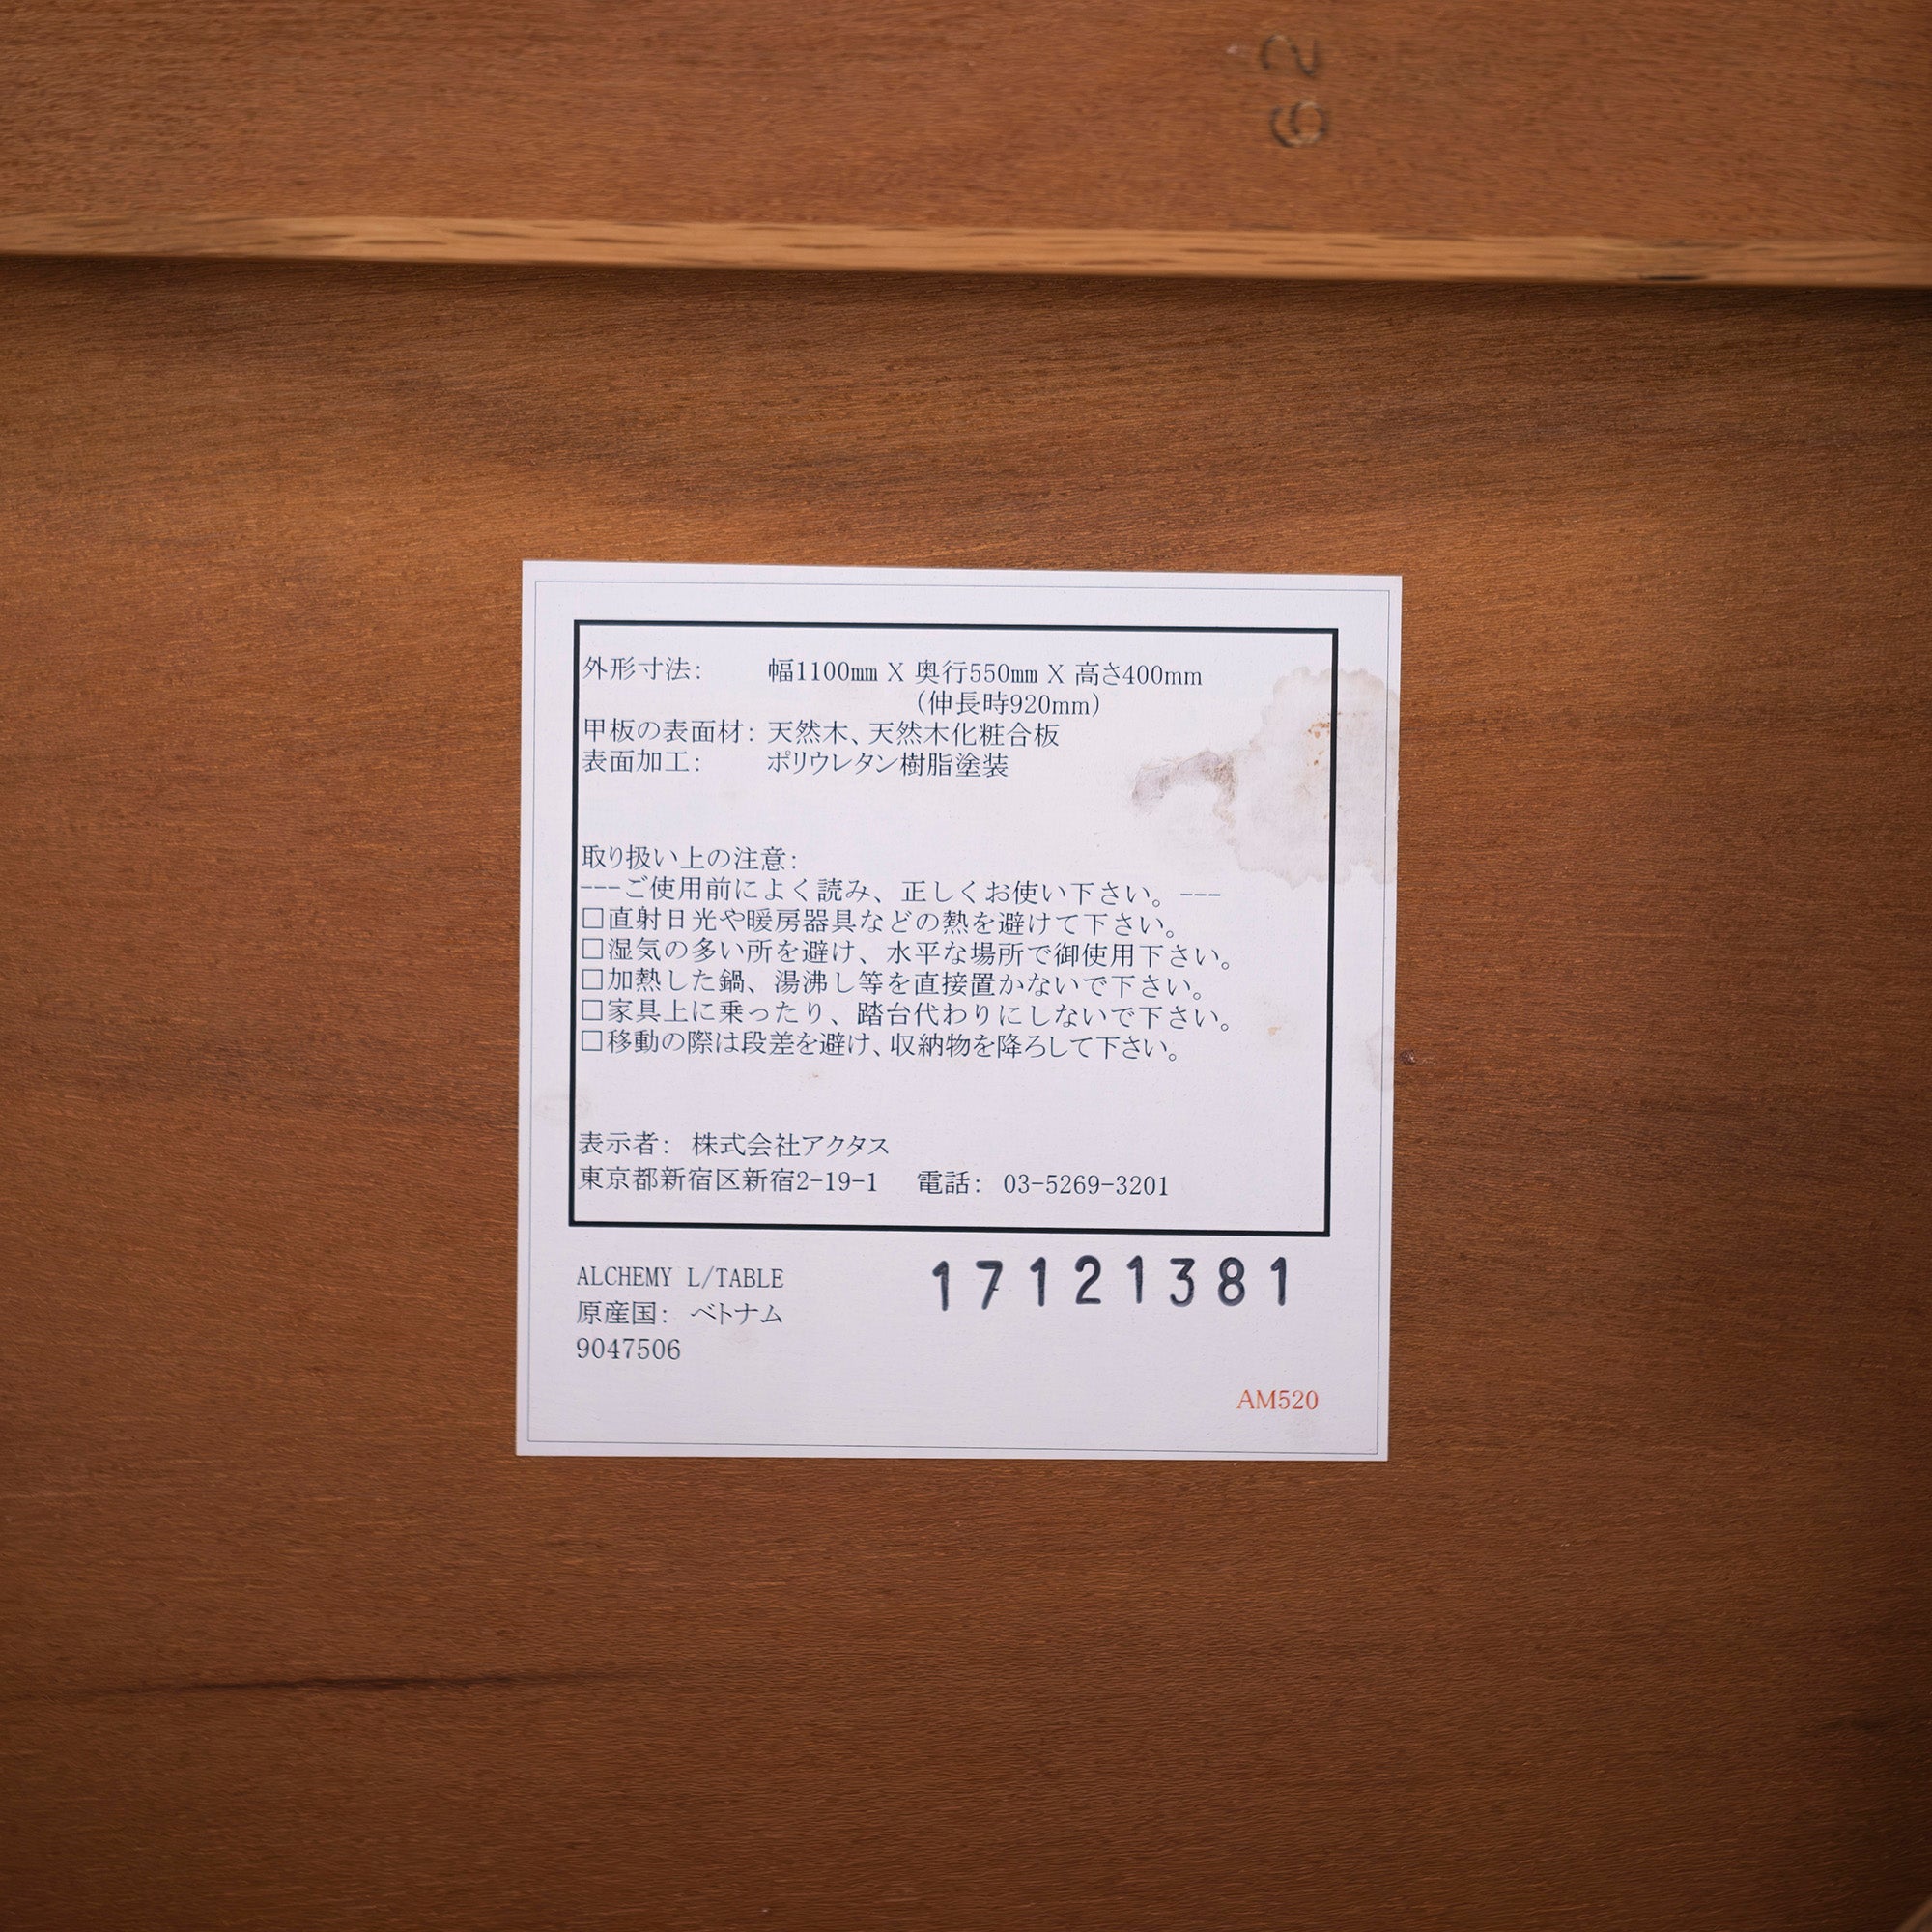 62
外形寸法: 幅1100mm X 奥行550mm X 高さ400mm
(伸長時920mm)
甲板の表面材: 天然木、天然木化粧合板
表面加工: ポリウレタン樹脂塗装
取り扱い上の注意:
---ご使用前によく読み、正しくお使い下さい。---
□直射日光や暖房器具などの熱を避けて下さい。
□湿気の多い所を避け、水平な場所で御使用下さい。
□加熱した鍋、湯沸し等を直接置かないで下さい。
□家具上に乗ったり、踏台代わりにしないで下さい。
□移動の際は段差を避け、収納物を降ろして下さい。
表示者: 株式会社アクタス
東京都新宿区新宿2-19-1 電話: 03-5269-3201
ALCHEMY L/TABLE 17121381
原産国: ベトナム
9047506
AM520